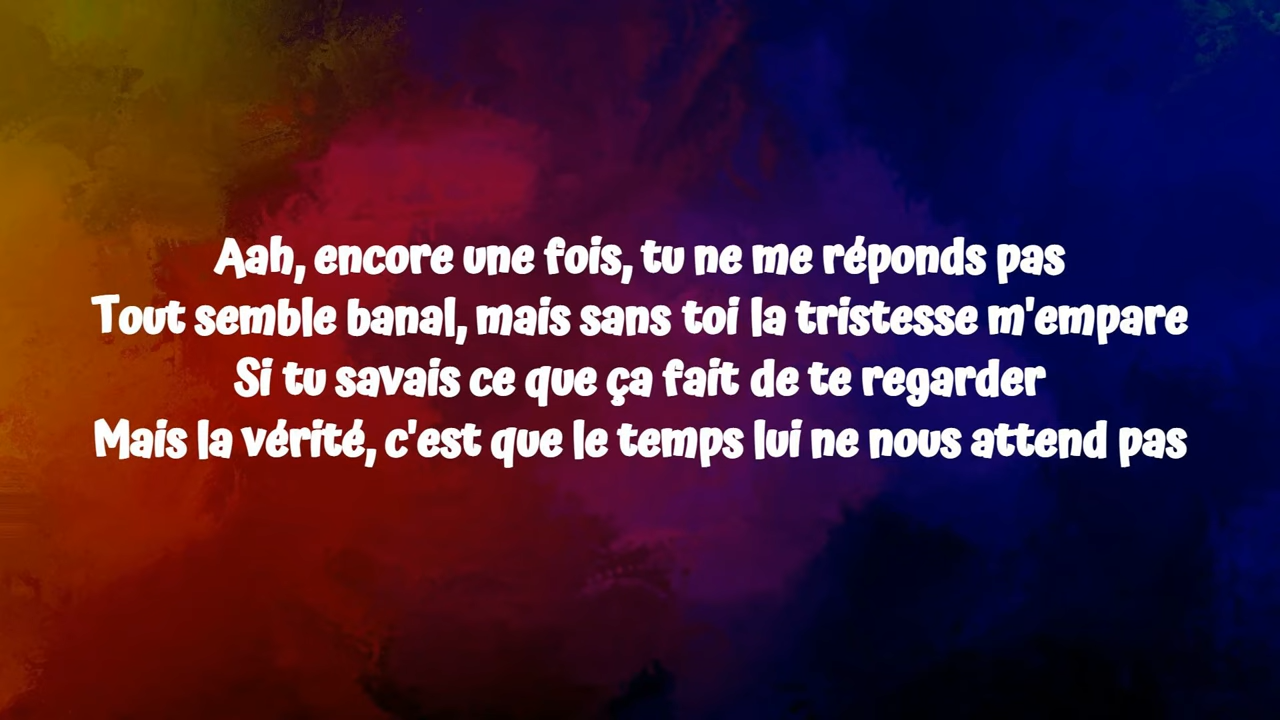 Aah, encore une fois, tu ne me réponds pas
Tout semble banal, mais sans toi la tristesse m'empare
Si tu savais ce que ça fait de te regarder
Mais la vérité, c'est que le temps lui ne nous attend pas